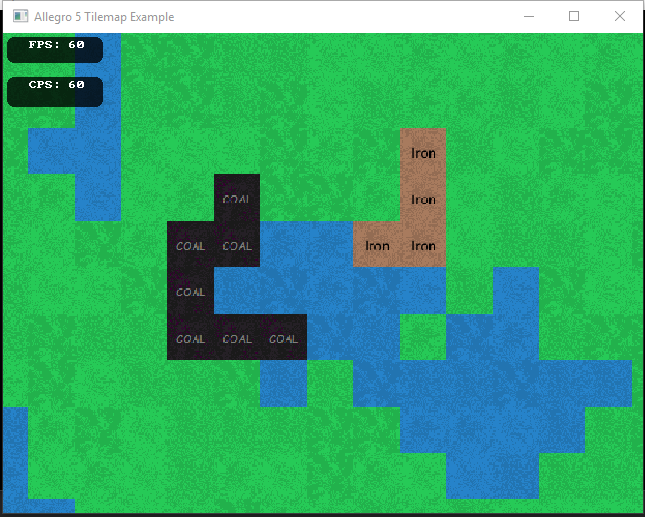 Allegro 5 Tilemap Example
FPS: 60
CPS: 60
Iron
COAL Iron
COAL COAL Iron Iron
COAL
COAL COAL COAL